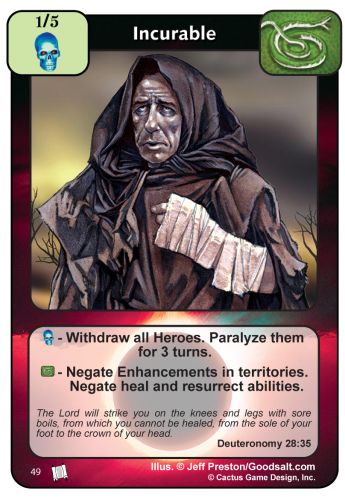 1/5
Incurable
- Withdraw all Heroes. Paralyze them
for 3 turns.
- Negate Enhancements in territories.
Negate heal and resurrect abilities.
The Lord will strike you on the knees and legs with sore
boils, from which you cannot be healed, from the sole of your
foot to the crown of your head.
Deuteronomy 28:35
Illus. © Jeff Preston/Goodsalt.com
49
© Cactus Game Design, Inc.